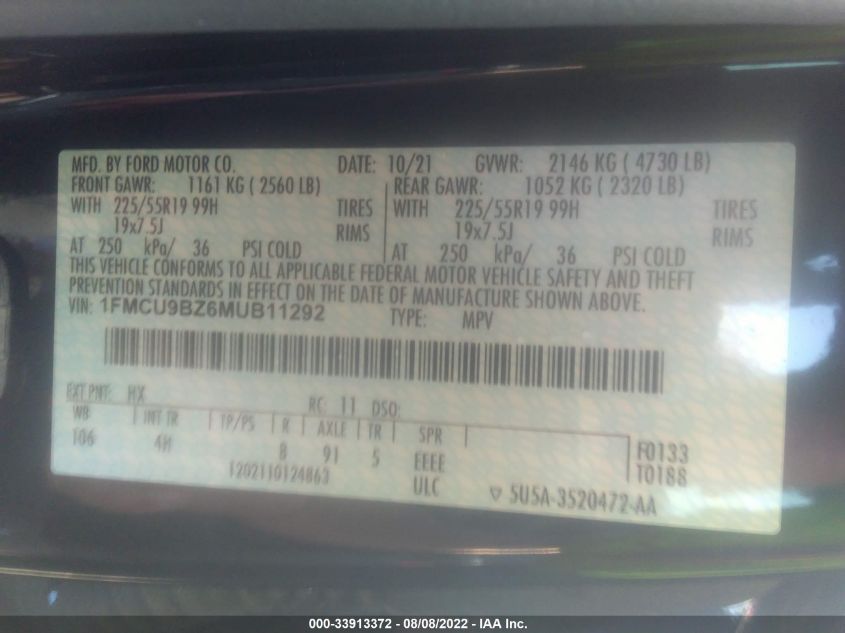 MFD. BY FORD MOTOR CO. DATE: 10/21 GVWR: 2146 KG ( 4730 LB)
FRONT GAWR: 1161 KG ( 2560 LB) REAR GAWR: 1052 KG ( 2320 LB)
WITH 225/55R19 99H TIRES WITH 225/55R19 99H TIRES
19x7.5J RIMS 19x7.5J RIMS
AT 250 kPa/ 36 PSI COLD AT 250 kPa/ 36 PSI COLD
THIS VEHICLE CONFORMS TO ALL APPLICABLE FEDERAL MOTOR VEHICLE SAFETY AND THEFT
PREVENTION STANDARDS IN EFFECT ON THE DATE OF MANUFACTURE SHOWN ABOVE.
VIN: 1FMCU9BZ6MUB11292 TYPE: MPV
EXT PNT: HX RC: 11 DSO:
WB INT TR TP/PS R AXLE TR SPR
106 4H 8 91 5 EEEE
ULC
F0133
T0188
1202110124863
▽ 5U5A-3520472-AA
000-33913372 - 08/08/2022 - IAA Inc.